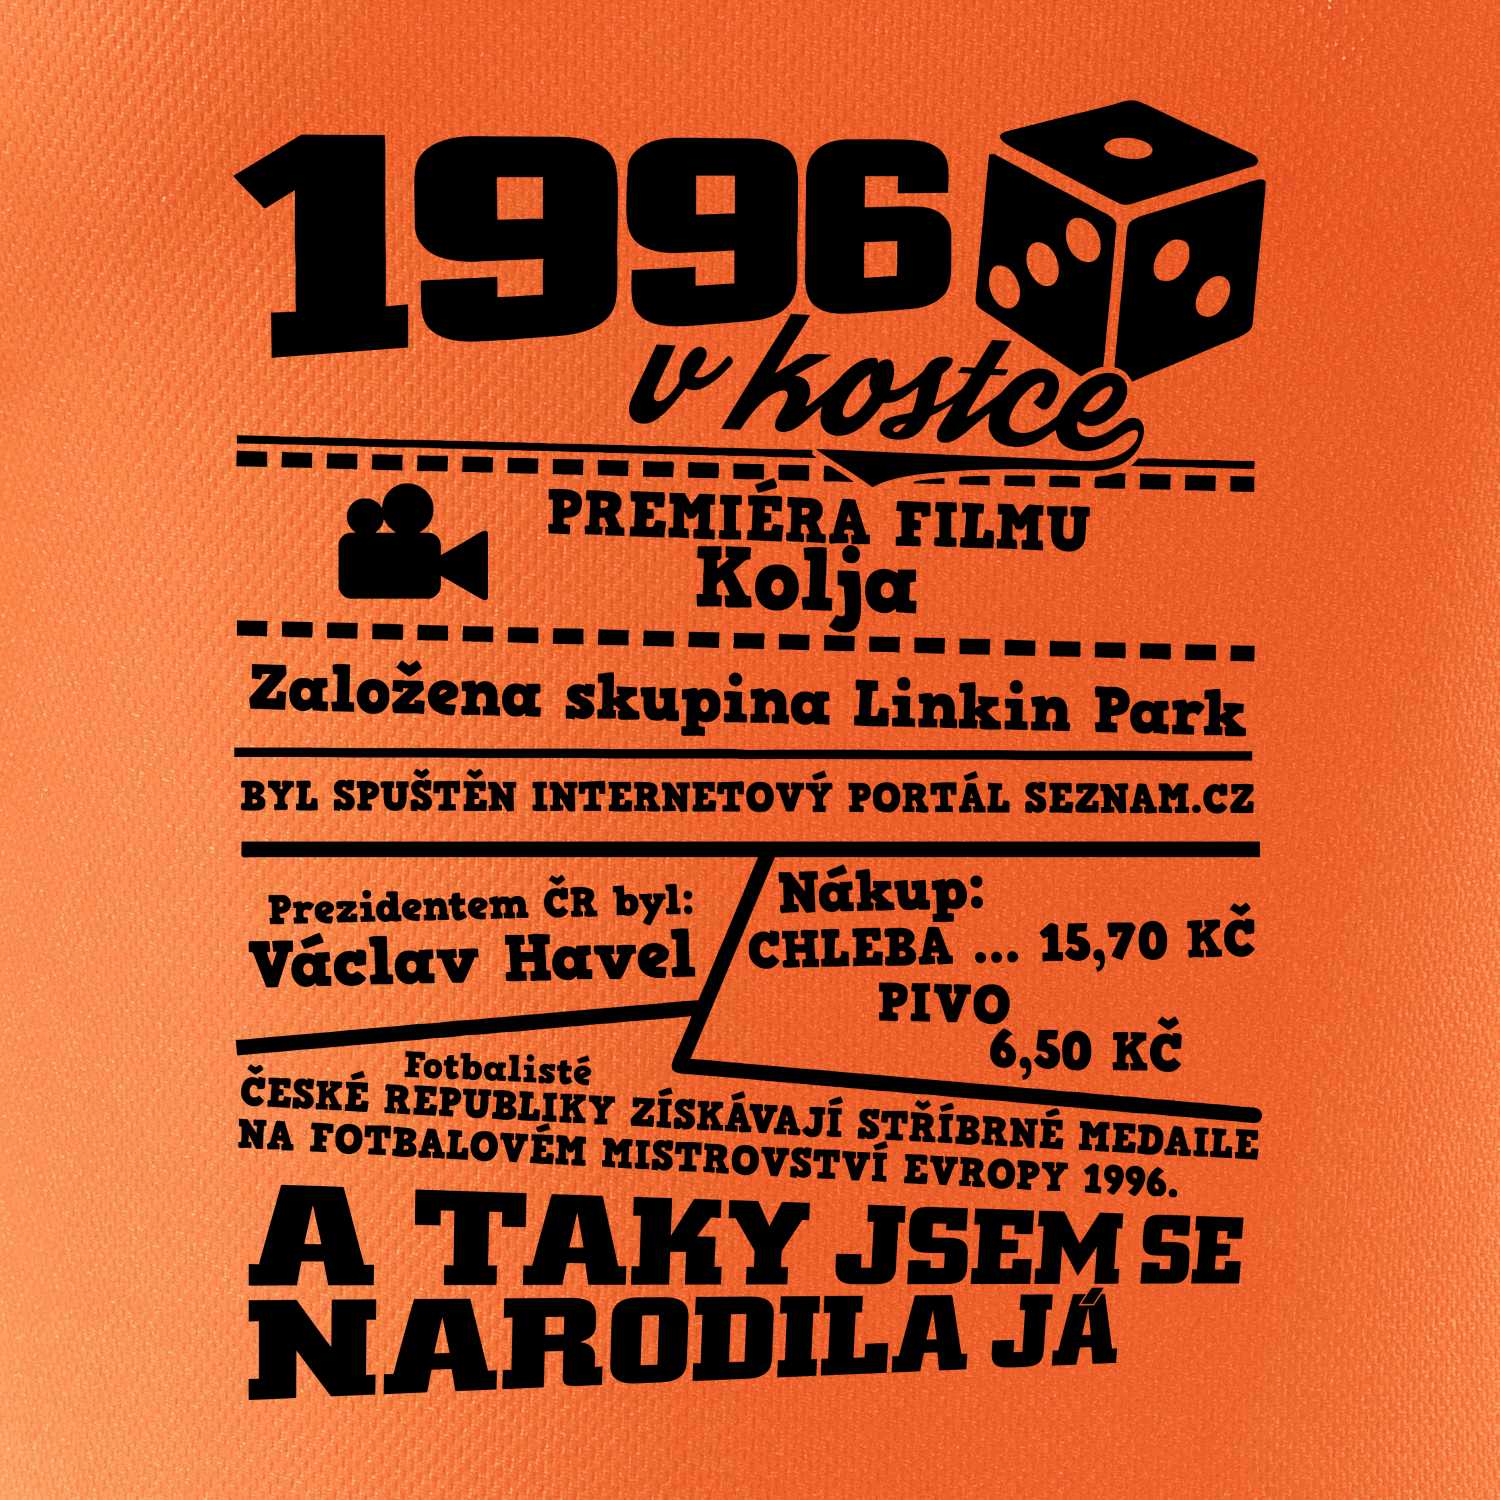 1996
v kostce
PREMIÉRA FILMU
Kolja
Založena skupina Linkin Park
BYL SPUŠTĚN INTERNETOVÝ PORTÁL SEZNAM.CZ
Prezidentem ČR byl:
Václav Havel
Nákup:
CHLEBA ... 15,70 KČ
PIVO
6,50 KČ
Fotbalisté
ČESKÉ REPUBLIKY ZÍSKÁVAJÍ STŘÍBRNÉ MEDAILE
NA FOTBALOVÉM MISTROVSTVÍ EVROPY 1996.
A TAKY JSEM SE
NARODILA JÁ